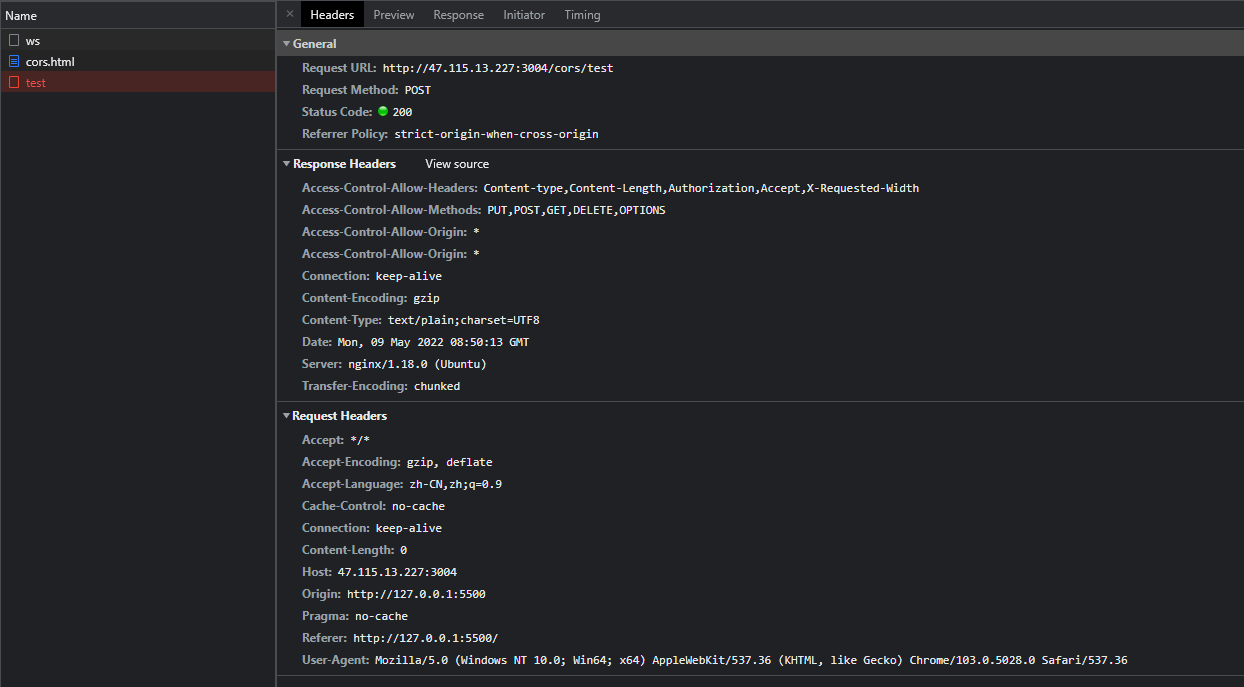 Name
ws
cors.html
test
× Headers Preview Response Initiator Timing
General
Request URL: http://47.115.13.227:3004/cors/test
Request Method: POST
Status Code: 200
Referrer Policy: strict-origin-when-cross-origin
Response Headers View source
Access-Control-Allow-Headers: Content-type,Content-Length,Authorization,Accept,X-Requested-Width
Access-Control-Allow-Methods: PUT,POST,GET,DELETE,OPTIONS
Access-Control-Allow-Origin: *
Access-Control-Allow-Origin: *
Connection: keep-alive
Content-Encoding: gzip
Content-Type: text/plain;charset=UTF8
Date: Mon, 09 May 2022 08:50:13 GMT
Server: nginx/1.18.0 (Ubuntu)
Transfer-Encoding: chunked
Request Headers
Accept: */*
Accept-Encoding: gzip, deflate
Accept-Language: zh-CN,zh;q=0.9
Cache-Control: no-cache
Connection: keep-alive
Content-Length: 0
Host: 47.115.13.227:3004
Origin: http://127.0.0.1:5500
Pragma: no-cache
Referer: http://127.0.0.1:5500/
User-Agent: Mozilla/5.0 (Windows NT 10.0; Win64; x64) AppleWebKit/537.36 (KHTML, like Gecko) Chrome/103.0.5028.0 Safari/537.36